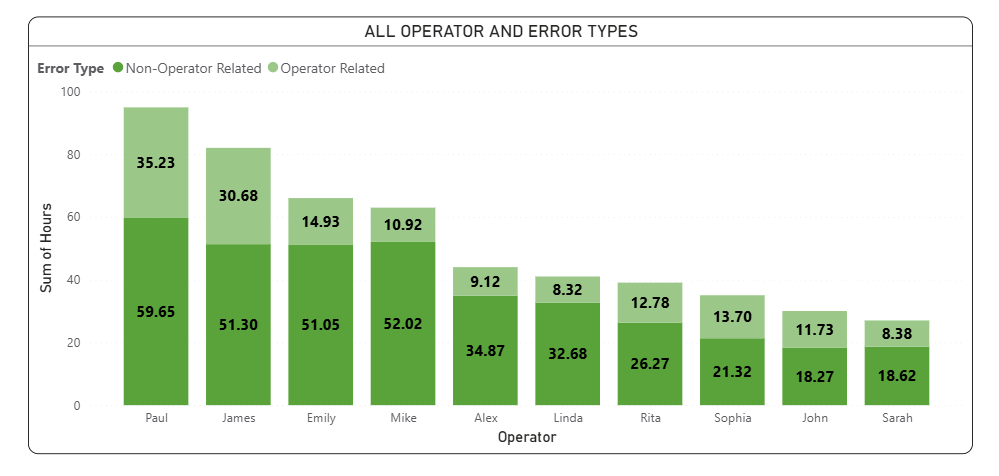 ALL OPERATOR AND ERROR TYPES
Error Type Non-Operator Related Operator Related
100
80
60
40
20
0
Sum of Hours
35.23 30.68 14.93 10.92 9.12 8.32 12.78 13.70 11.73 8.38
59.65 51.30 51.05 52.02 34.87 32.68 26.27 21.32 18.27 18.62
Paul James Emily Mike Alex Linda Rita Sophia John Sarah
Operator